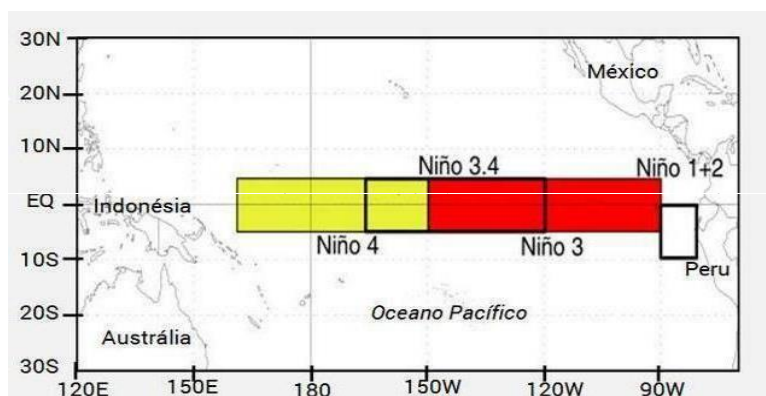 30N
México
20N
10N
Niño 3.4
Niño 1+2
EQ
Indonésia
Niño 4
Niño 3
10S
Peru
20S
Oceano Pacífico
Austrália
30S
120E
150E
180
150W
120W
90W